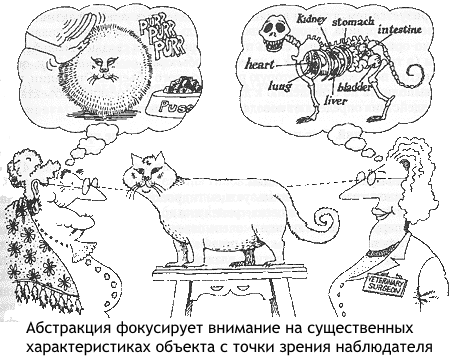 PURR
PURR
PURR
Puss
Kidney
stomach
intestine
heart
lung
bladder
liver
VETERINARY
SURGEON
Абстракция фокусирует внимание на существенных
характеристиках объекта с точки зрения наблюдателя